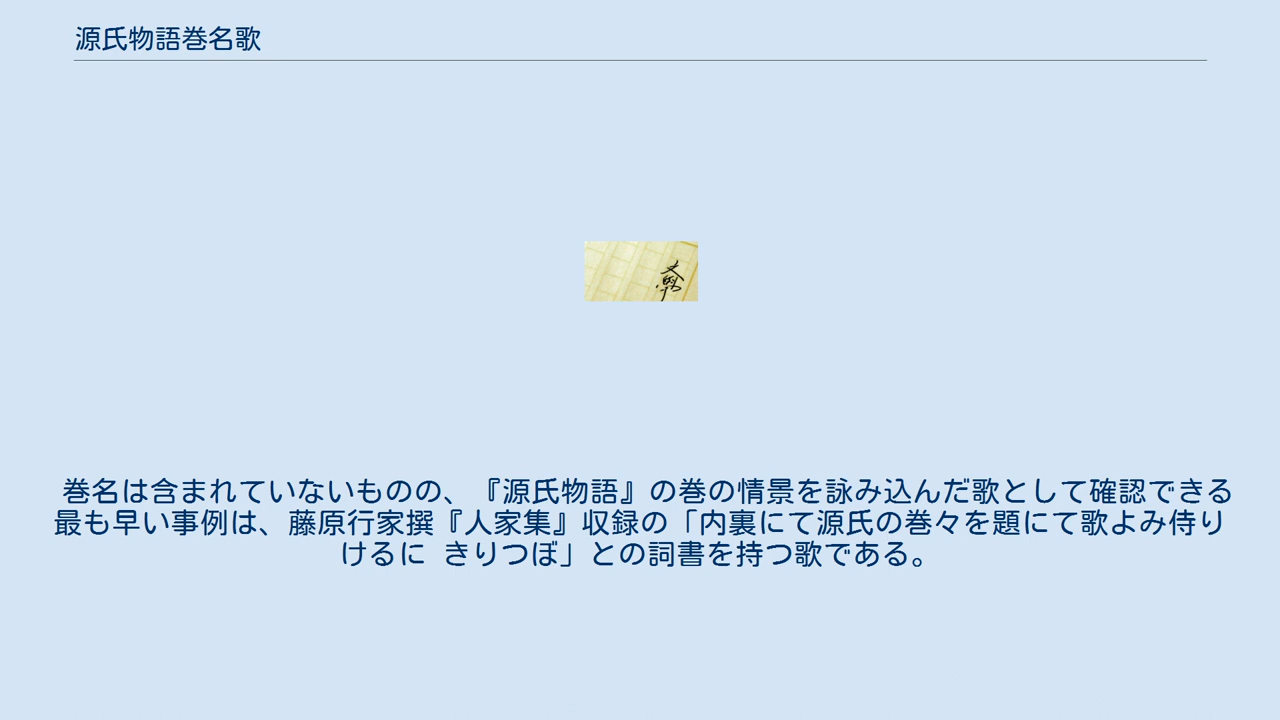 源氏物語巻名歌
巻名は含まれていないものの、『源氏物語』の巻の情景を詠み込んだ歌として確認できる
最も早い事例は、藤原行家撰『人家集』収録の「内裏にて源氏の巻々を題にて歌よみ侍り
けるに きりつぼ」との詞書を持つ歌である。